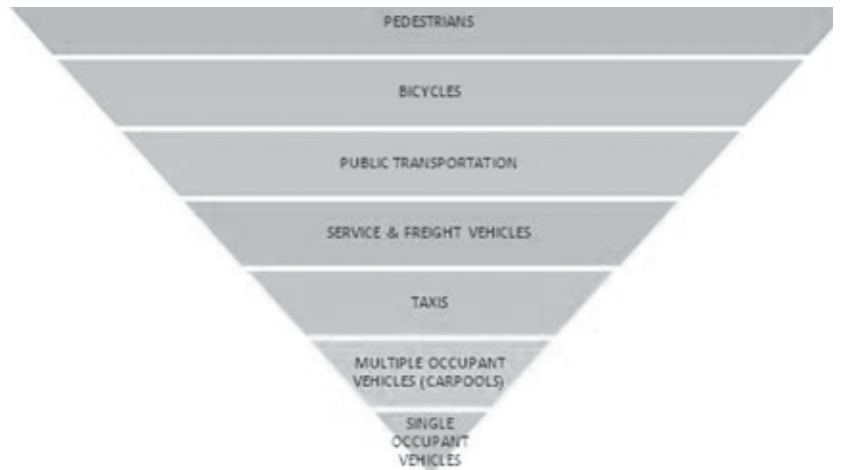 PEDESTRIANS
BICYCLES
PUBLIC TRANSPORTATION
SERVICE & FREIGHT VEHICLES
TAXIS
MULTIPLE OCCUPANT
VEHICLES (CARPOOLS)
SINGLE
OCCUPANT
VEHICLES